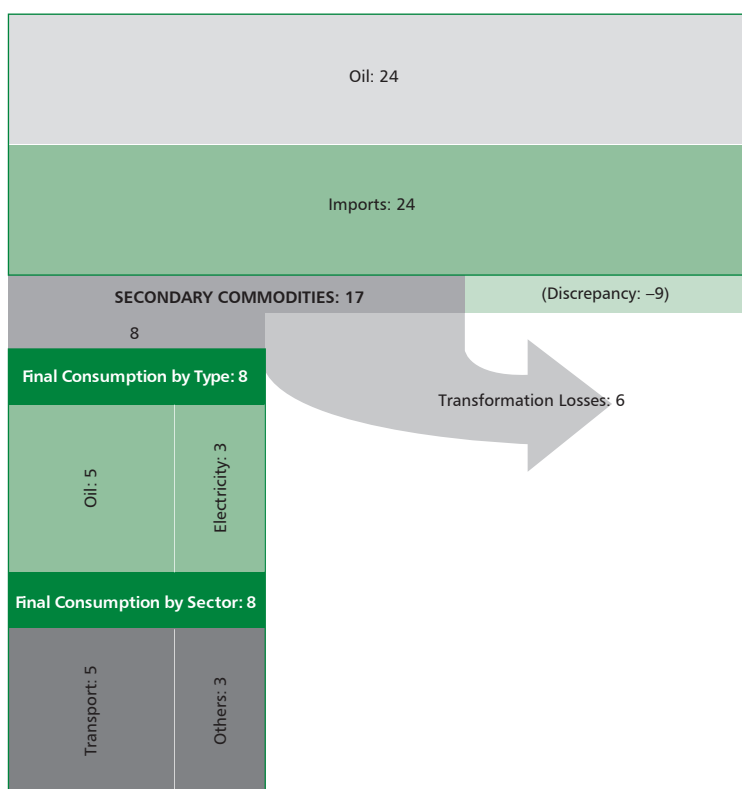 Oil: 24
Imports: 24
SECONDARY COMMODITIES: 17
(Discrepancy: –9)
8
Final Consumption by Type: 8
Transformation Losses: 6
Oil: 5
Electricity: 3
Final Consumption by Sector: 8
Transport: 5
Others: 3